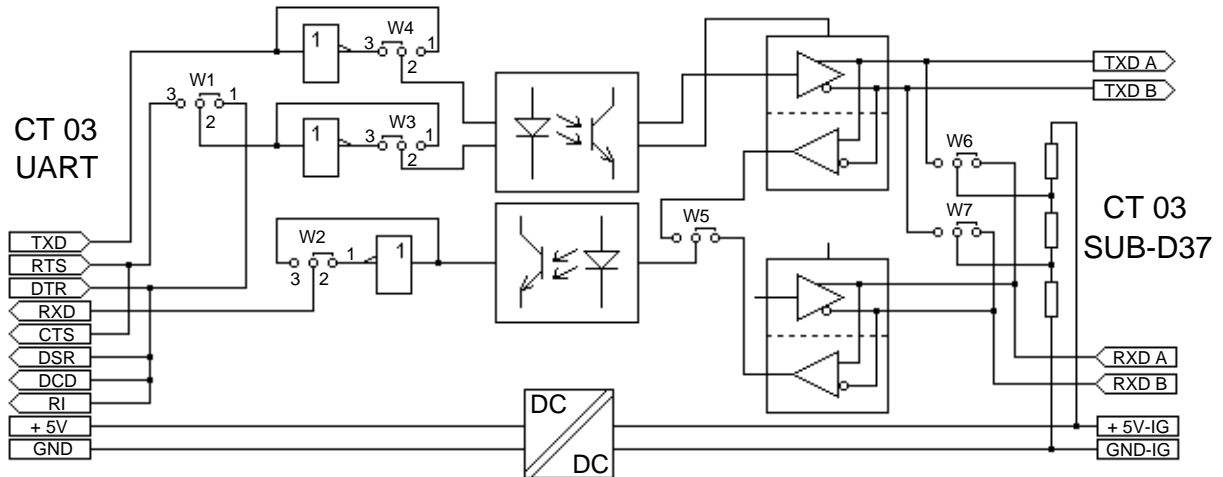 W4
1
3
1
2
TXD A
W1
TXD B
3
1
2
CT 03
UART
W3
1
3
1
2
W6
CT 03
SUB-D37
W7
W5
W2
1
1
3
2
TXD
RTS
DTR
RXD
CTS
DSR
DCD
RI
+ 5V
GND
RXD A
RXD B
DC
DC
+ 5V-IG
GND-IG